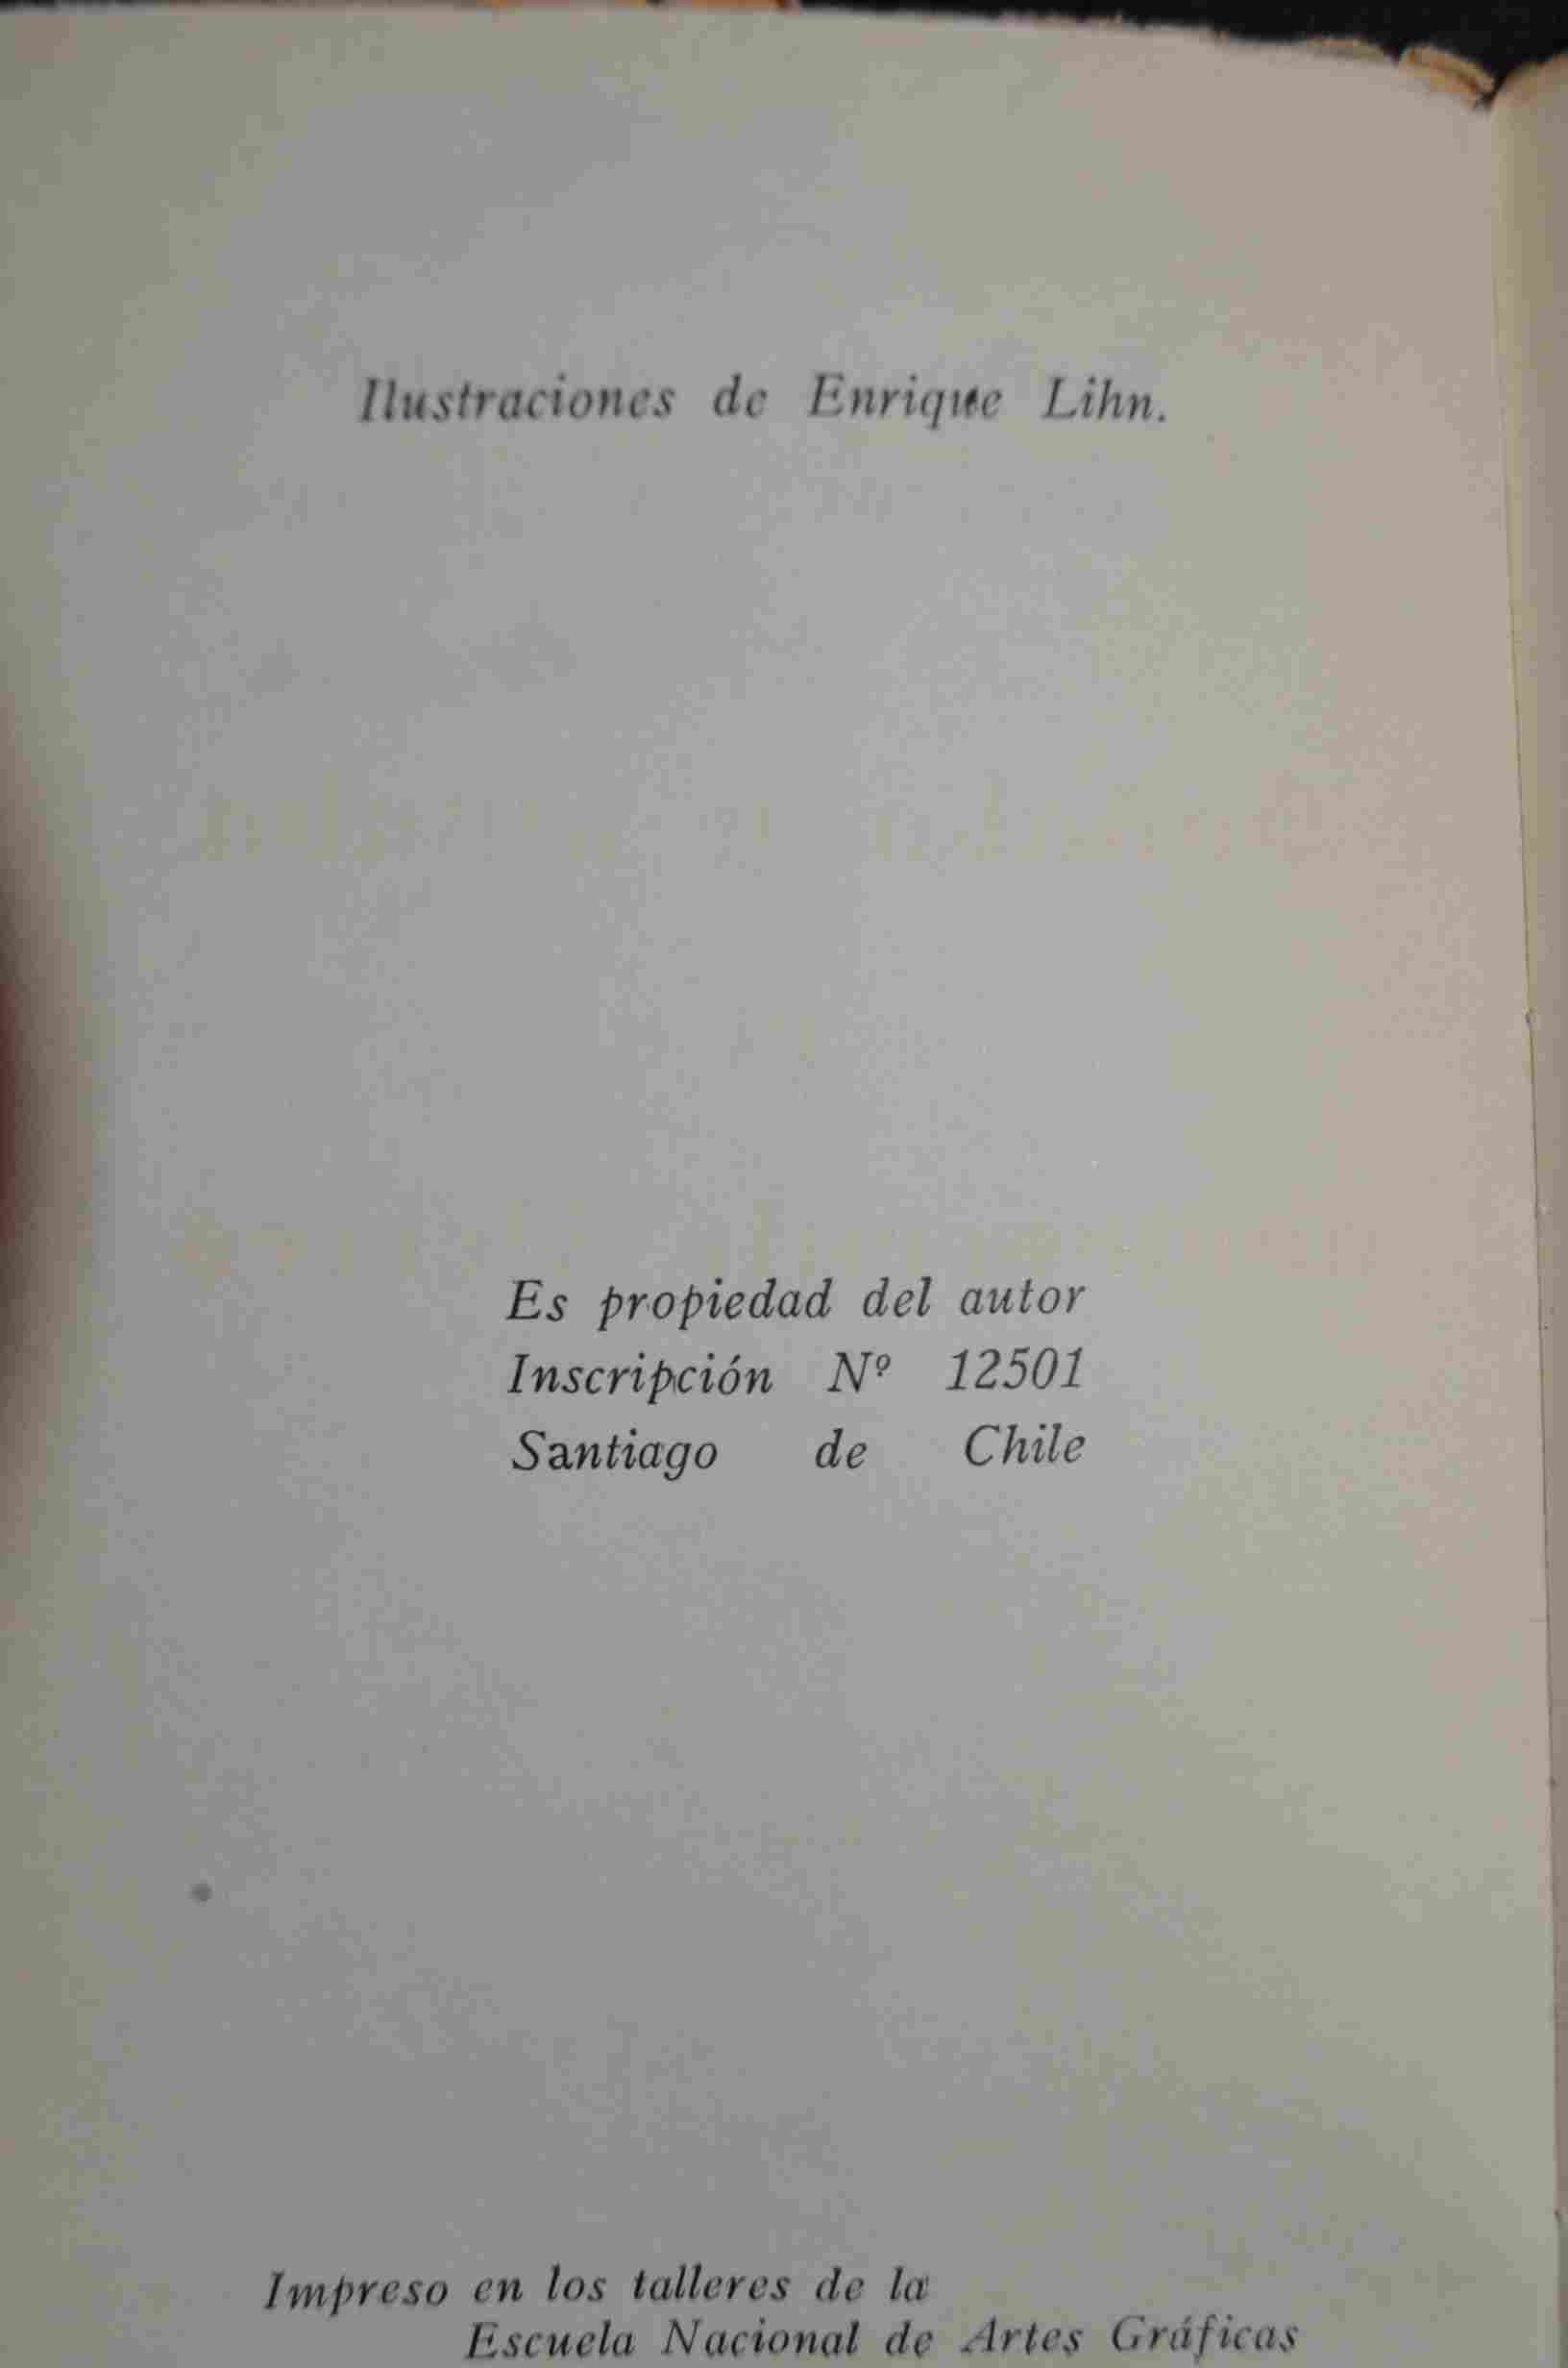 Ilustraciones de Enrique Lihn.
Es propiedad del autor
Inscripción Nº 12501
Santiago de Chile
Impreso en los talleres de la
Escuela Nacional de Artes Gráficas